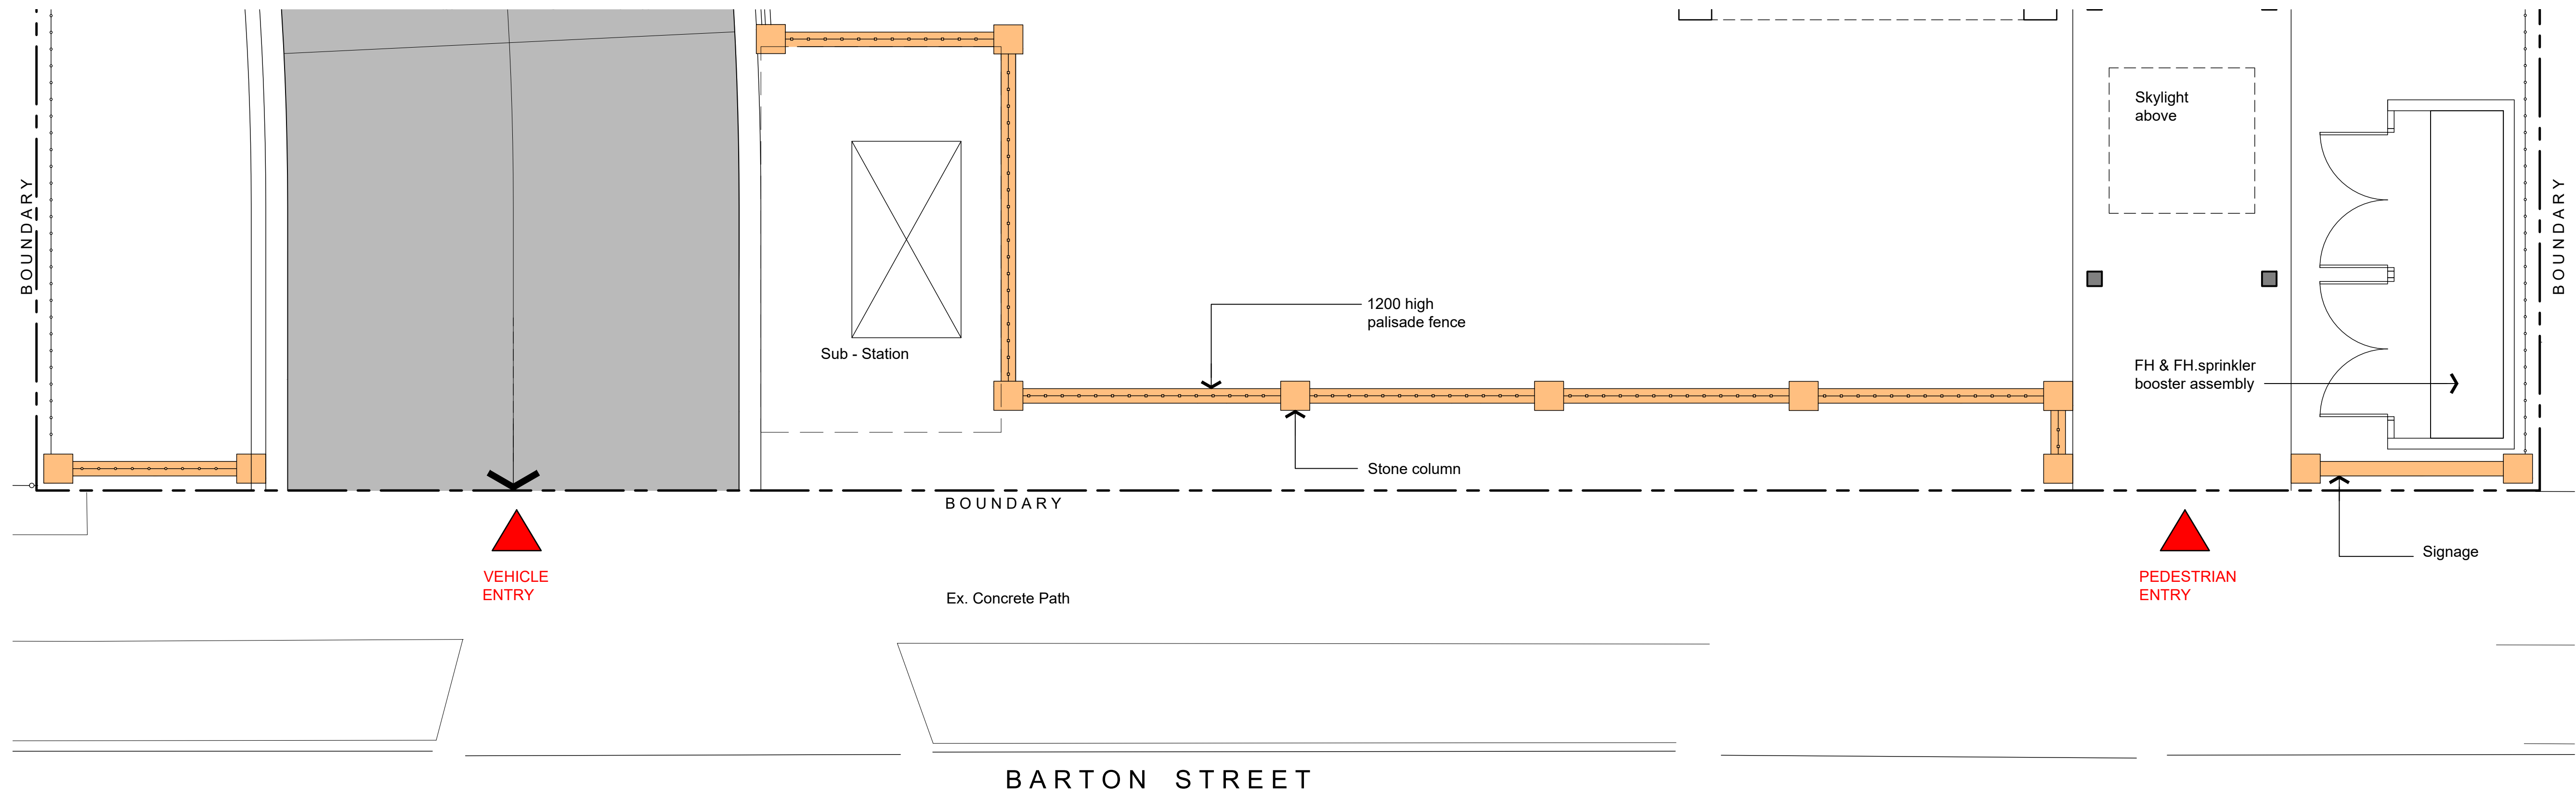 Skylight
above
BOUNDARY
BOUNDARY
1200 high
palisade fence
Sub - Station
FH & FH.sprinkler
booster assembly
Stone column
BOUNDARY
Signage
VEHICLE
ENTRY
PEDESTRIAN
ENTRY
Ex. Concrete Path
BARTON STREET